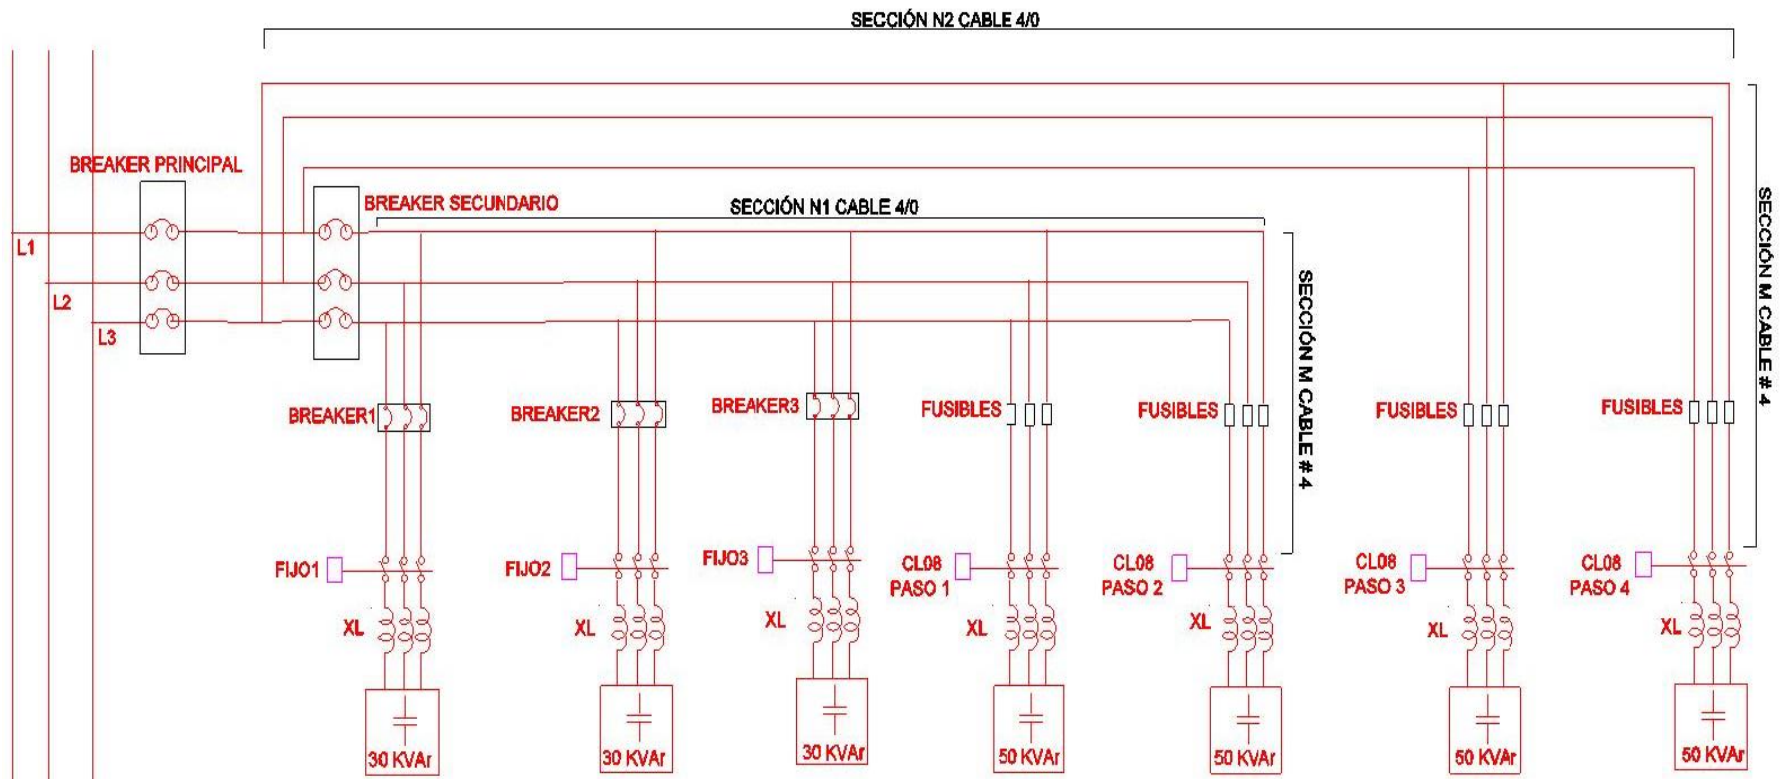 SECCIÓN N2 CABLE 4/0
BREAKER PRINCIPAL
BREAKER SECUNDARIO
SECCIÓN N1 CABLE 4/0
SECCIÓN M CABLE # 4
L1
L2
L3
SECCIÓN M CABLE # 4
BREAKER1
BREAKER2
BREAKER3
FUSIBLES
FUSIBLES
FUSIBLES
FUSIBLES
FIJO1
FIJO2
FIJO3
CL08
PASO 1
CL08
PASO 2
CL08
PASO 3
CL08
PASO 4
XL
XL
XL
XL
XL
XL
XL
30 KVAr
30 KVAr
30 KVAr
50 KVAr
50 KVAr
50 KVAr
50 KVAr